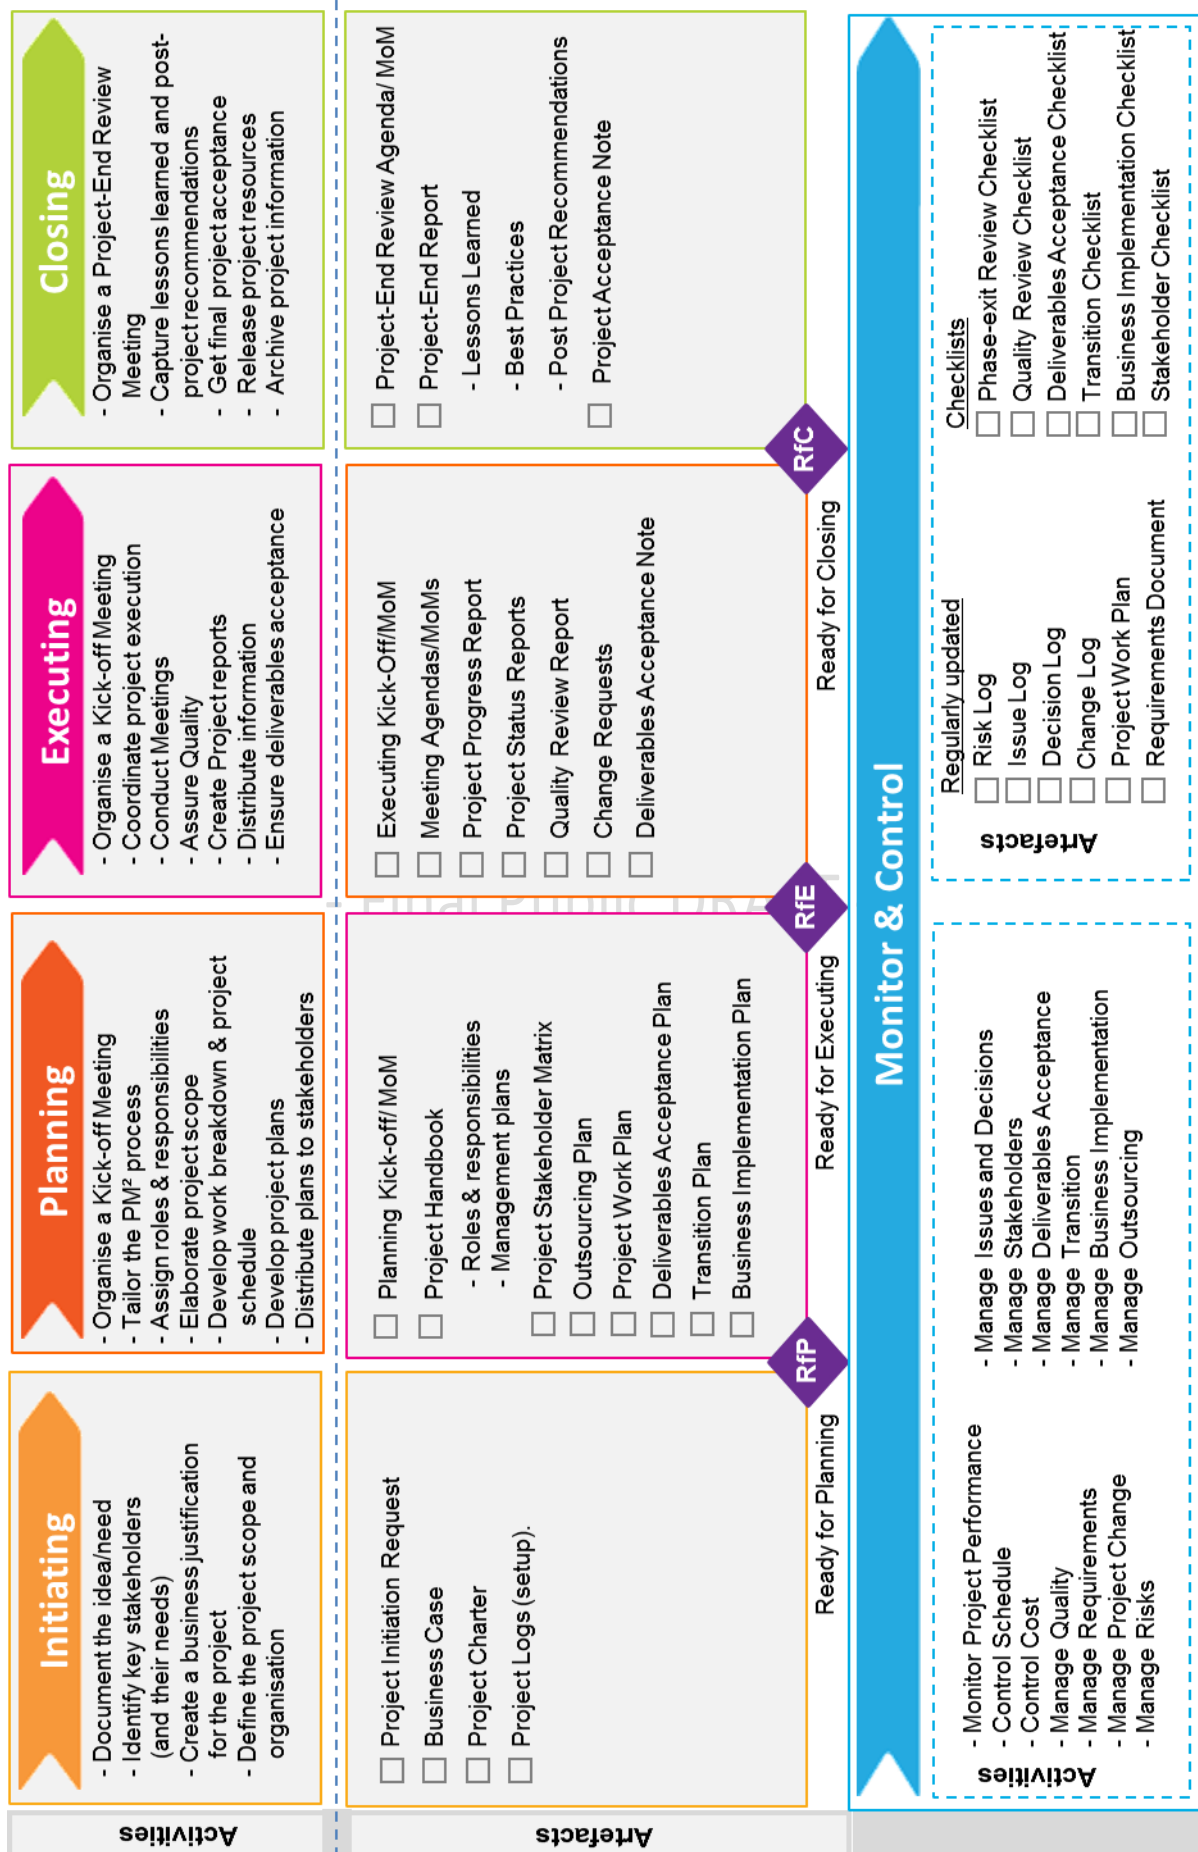 Activities
Initiating
- Document the idea/need
- Identify key stakeholders
(and their needs)
- Create a business justification
for the project
- Define the project scope and
organisation
Planning
- Organise a Kick-off Meeting
- Tailor the PM² process
- Assign roles & responsibilities
- Elaborate project scope
- Develop work breakdown & project
schedule
- Develop project plans
- Distribute plans to stakeholders
Executing
- Organise a Kick-off Meeting
- Coordinate project execution
- Conduct Meetings
- Assure Quality
- Create Project reports
- Distribute information
- Ensure deliverables acceptance
Closing
- Organise a Project-End Review
Meeting
- Capture lessons learned and post-
project recommendations
- Get final project acceptance
- Release project resources
- Archive project information
Artefacts
Project Initiation Request
Business Case
Project Charter
Project Logs (setup).
RfP
Ready for Planning
Planning Kick-off/ MoM
Project Handbook
- Roles & responsibilities
- Management plans
Project Stakeholder Matrix
Outsourcing Plan
Project Work Plan
Deliverables Acceptance Plan
Transition Plan
Business Implementation Plan
RfE
Ready for Executing
Executing Kick-Off/MoM
Meeting Agendas/MoMs
Project Progress Report
Project Status Reports
Quality Review Report
Change Requests
Deliverables Acceptance Note
RfC
Ready for Closing
Project-End Review Agenda/ MoM
Project-End Report
- Lessons Learned
- Best Practices
- Post Project Recommendations
Project Acceptance Note
Monitor & Control
Activities
- Monitor Project Performance
- Control Schedule
- Control Cost
- Manage Quality
- Manage Requirements
- Manage Project Change
- Manage Risks
- Manage Issues and Decisions
- Manage Stakeholders
- Manage Deliverables Acceptance
- Manage Transition
- Manage Business Implementation
- Manage Outsourcing
Artefacts
Regularly updated
Risk Log
Issue Log
Decision Log
Change Log
Project Work Plan
Requirements Document
Checklists
Phase-exit Review Checklist
Quality Review Checklist
Deliverables Acceptance Checklist
Transition Checklist
Business Implementation Checklist
Stakeholder Checklist